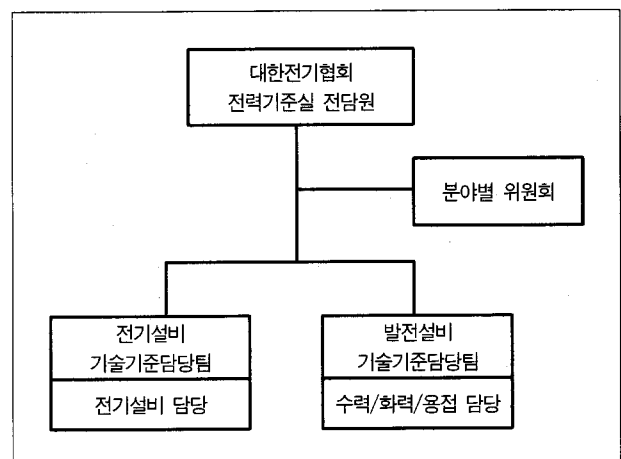 대한전기협회
전력기준실 전담원
분야별 위원회
전기설비
기술기준담당팀
전기설비 담당
발전설비
기술기준담당팀
수력/화력/용접 담당